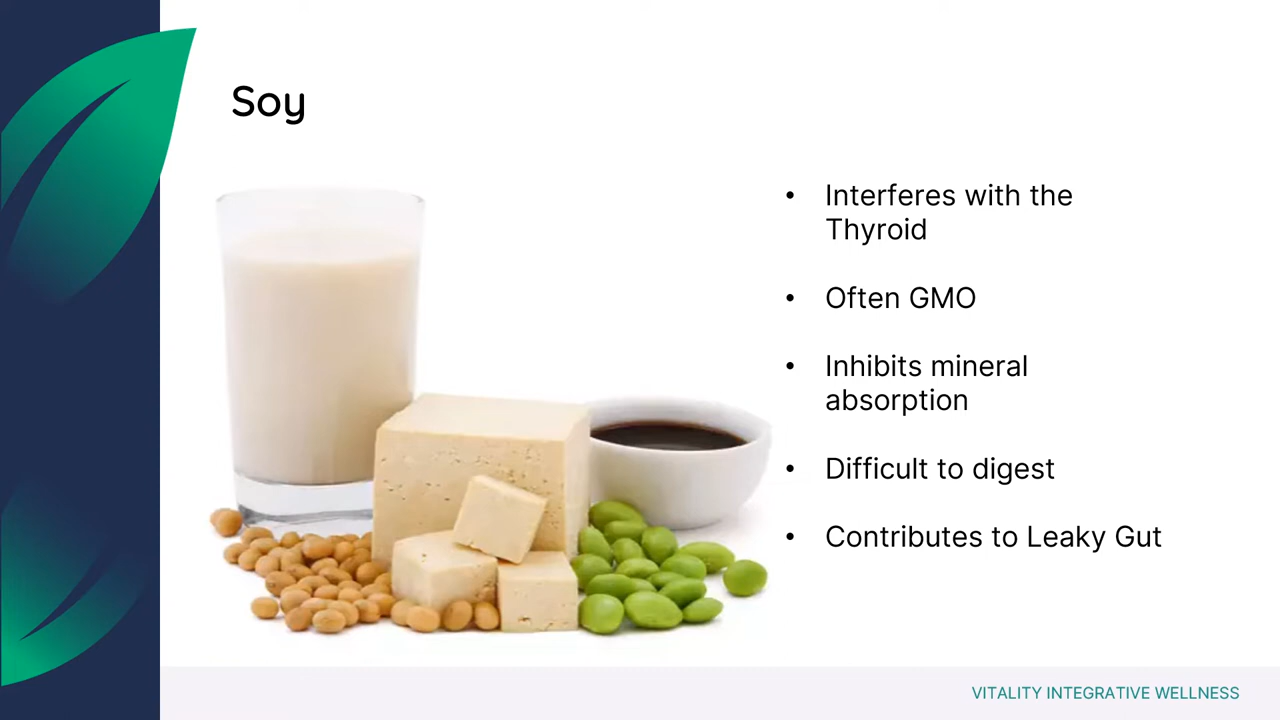 Soy
• Interferes with the
Thyroid
• Often GMO
• Inhibits mineral
absorption
• Difficult to digest
• Contributes to Leaky Gut
VITALITY INTEGRATIVE WELLNESS